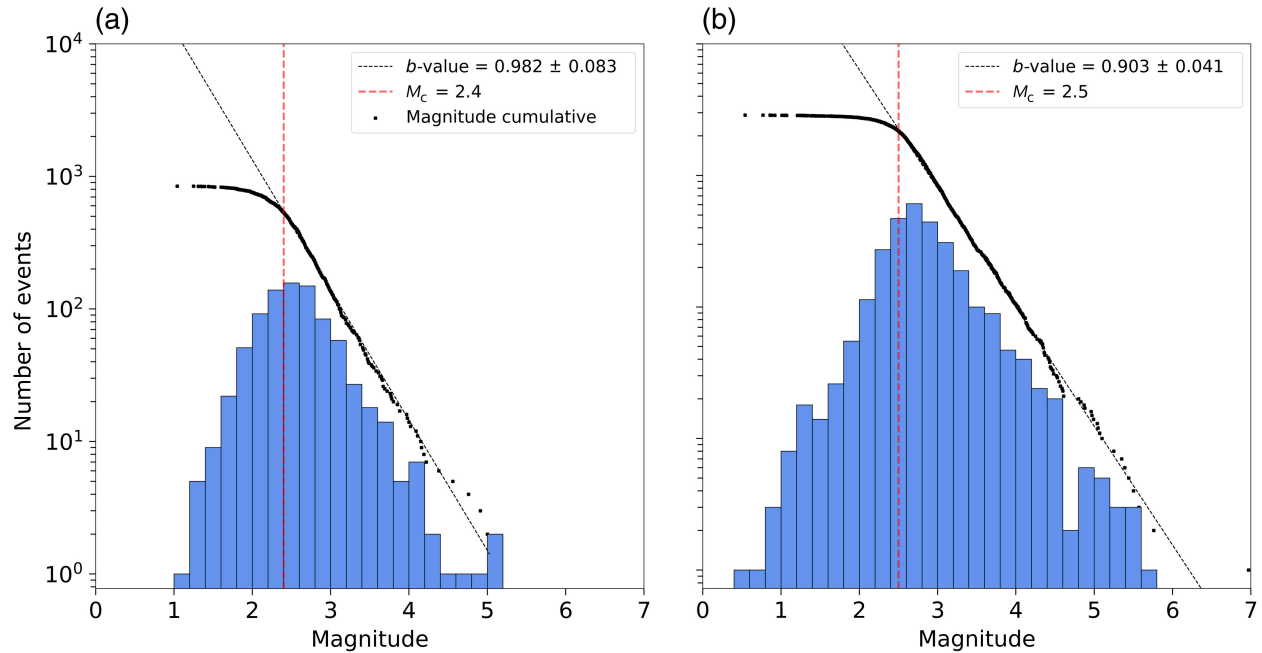 (a)
10^4
10^3
10^2
10^1
10^0
Number of events
b-value = 0.982 ± 0.083
M_c = 2.4
Magnitude cumulative
0 1 2 3 4 5 6 7
Magnitude
(b)
b-value = 0.903 ± 0.041
M_c = 2.5
0 1 2 3 4 5 6 7
Magnitude